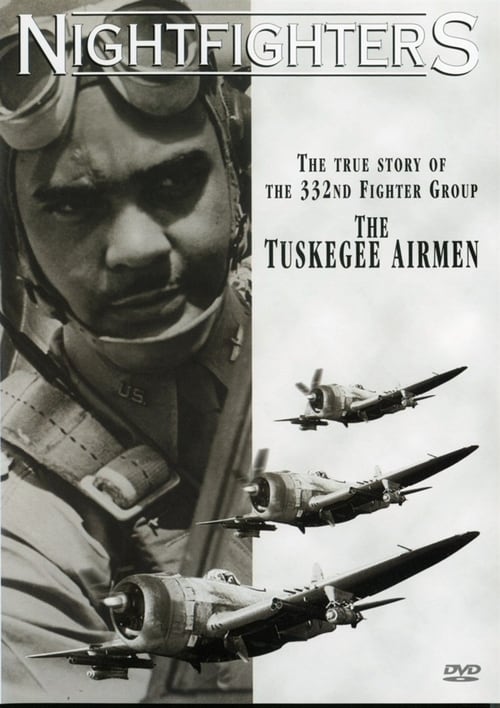 NIGHTFIGHTERS
THE TRUE STORY OF
THE 332ND FIGHTER GROUP
THE
TUSKEGEE AIRMEN
U.S.
DVD